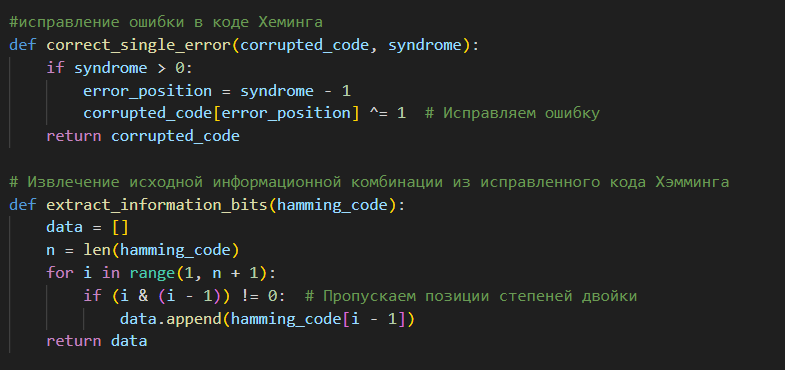 #исправление ошибки в коде Хеминга
def correct_single_error(corrupted_code, syndrome):
    if syndrome > 0:
        error_position = syndrome - 1
        corrupted_code[error_position] ^= 1  # Исправляем ошибку
    return corrupted_code

# Извлечение исходной информационной комбинации из исправленного кода Хэмминга
def extract_information_bits(hamming_code):
    data = []
    n = len(hamming_code)
    for i in range(1, n + 1):
        if (i & (i - 1)) != 0:  # Пропускаем позиции степеней двойки
            data.append(hamming_code[i - 1])
    return data